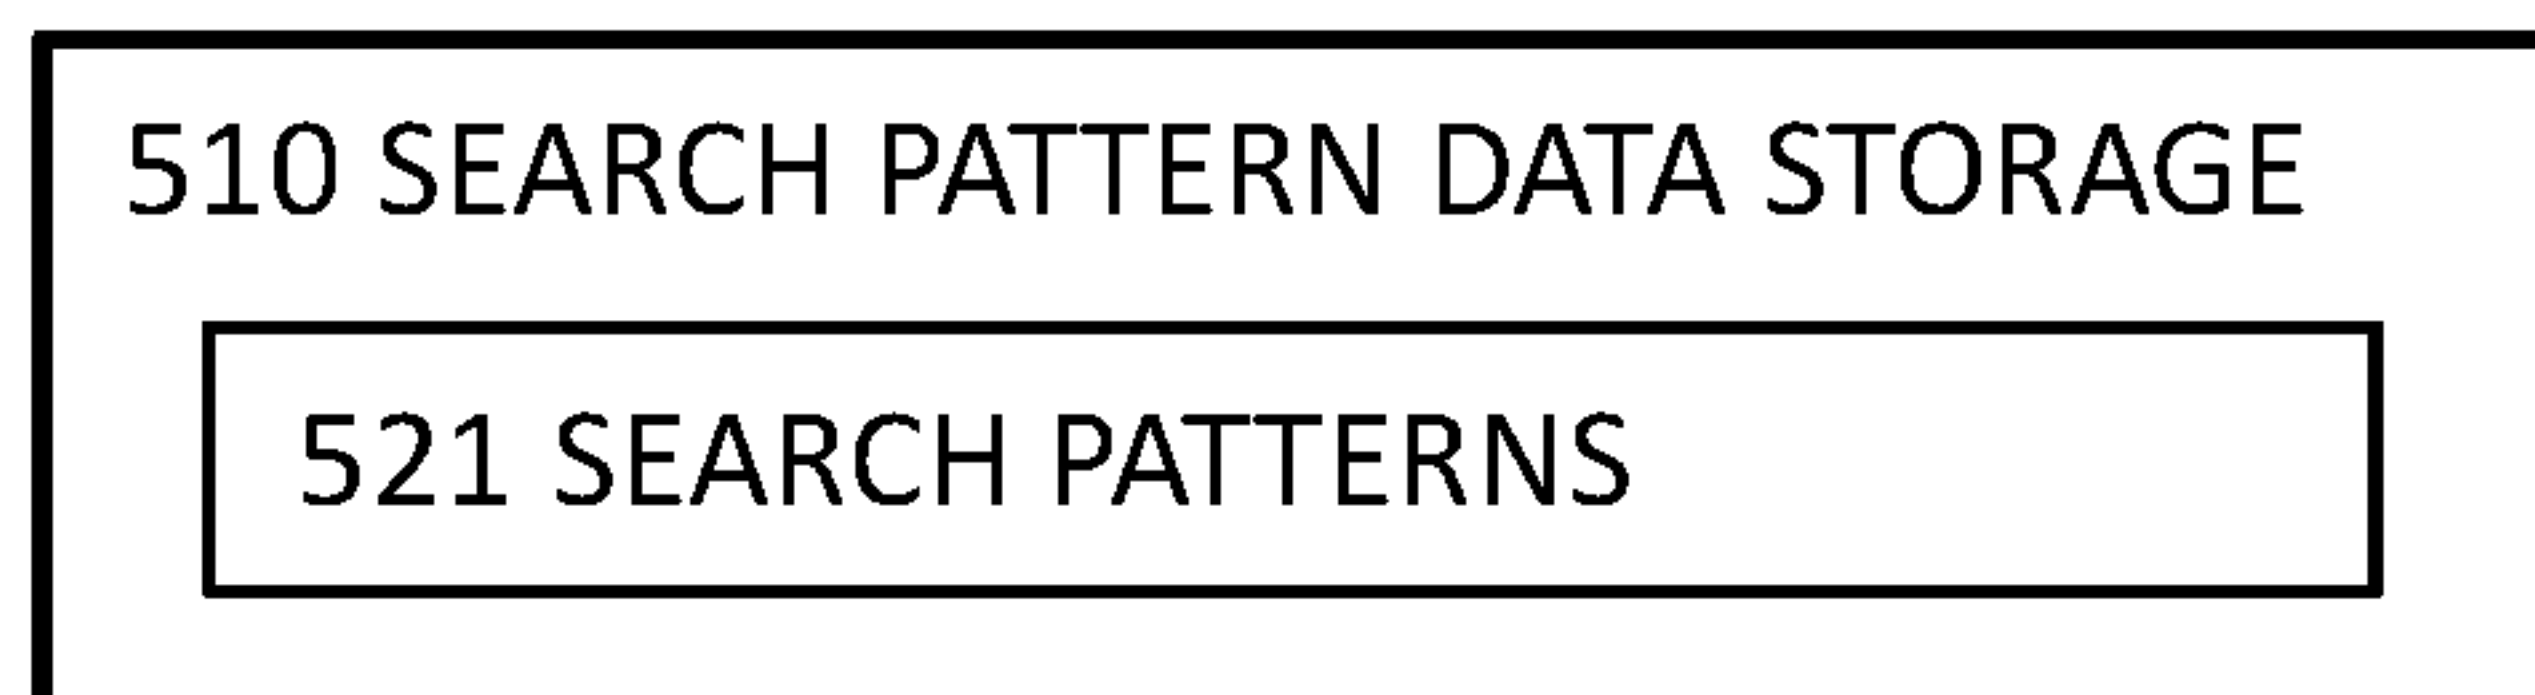 510 SEARCH PATTERN DATA STORAGE
521 SEARCH PATTERNS